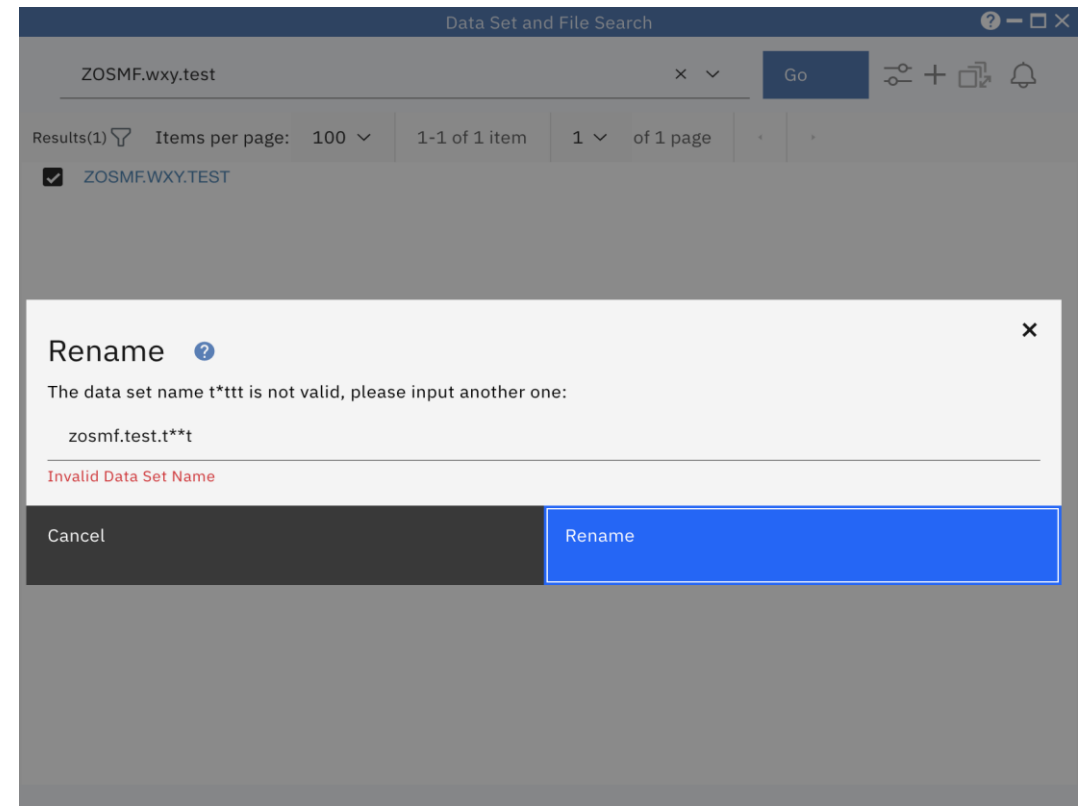 Data Set and File Search
ZOSMF.wxy.test Go
Results(1) Items per page: 100 1-1 of 1 item 1 of 1 page
ZOSMF.WXY.TEST
Rename
The data set name t*ttt is not valid, please input another one:
zosmf.test.t**t
Invalid Data Set Name
Cancel Rename